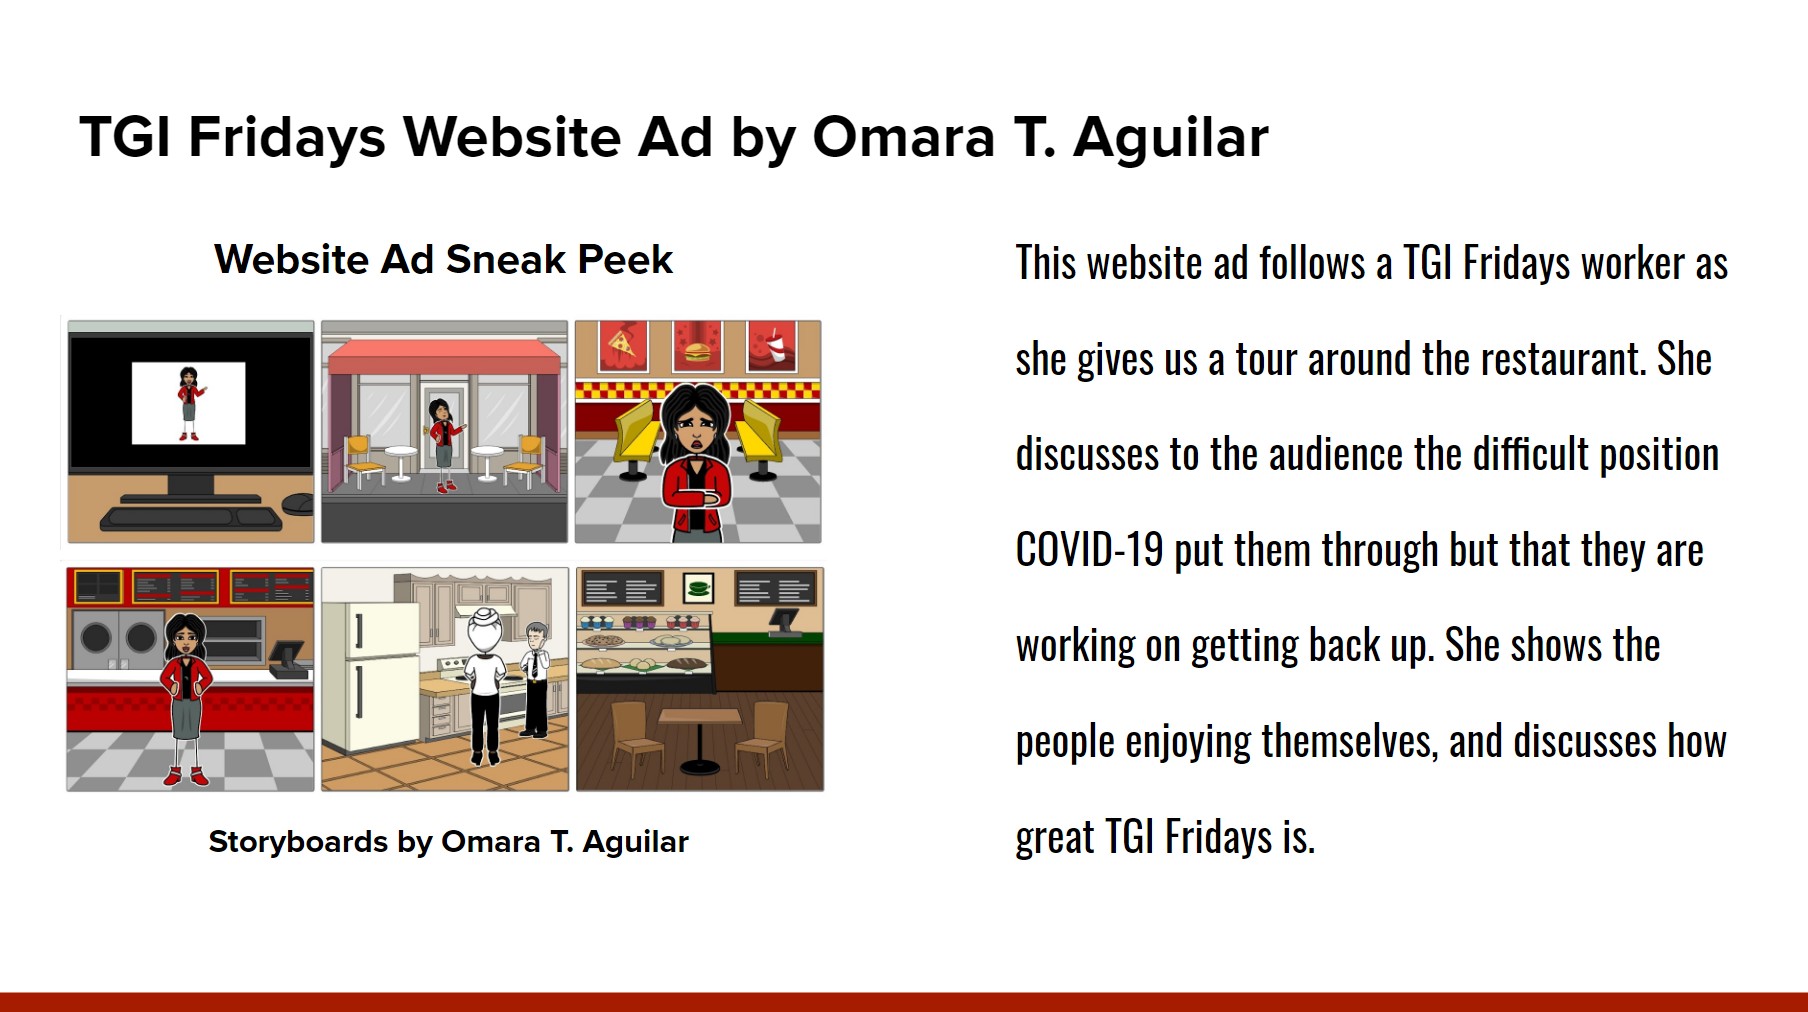 TGI Fridays Website Ad by Omara T. Aguilar
Website Ad Sneak Peek
Storyboards by Omara T. Aguilar
This website ad follows a TGI Fridays worker as
she gives us a tour around the restaurant. She
discusses to the audience the difficult position
COVID-19 put them through but that they are
working on getting back up. She shows the
people enjoying themselves, and discusses how
great TGI Fridays is.